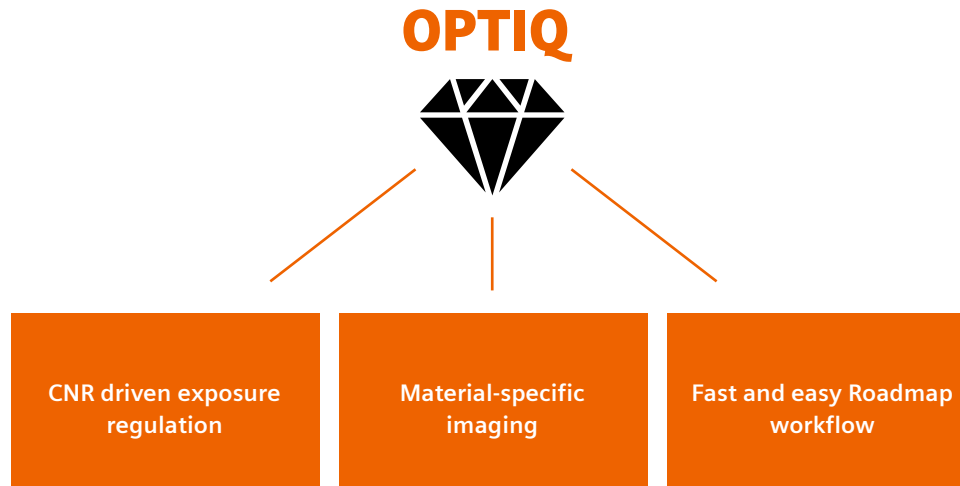 OPTIQ
CNR driven exposure
regulation
Material-specific
imaging
Fast and easy Roadmap
workflow